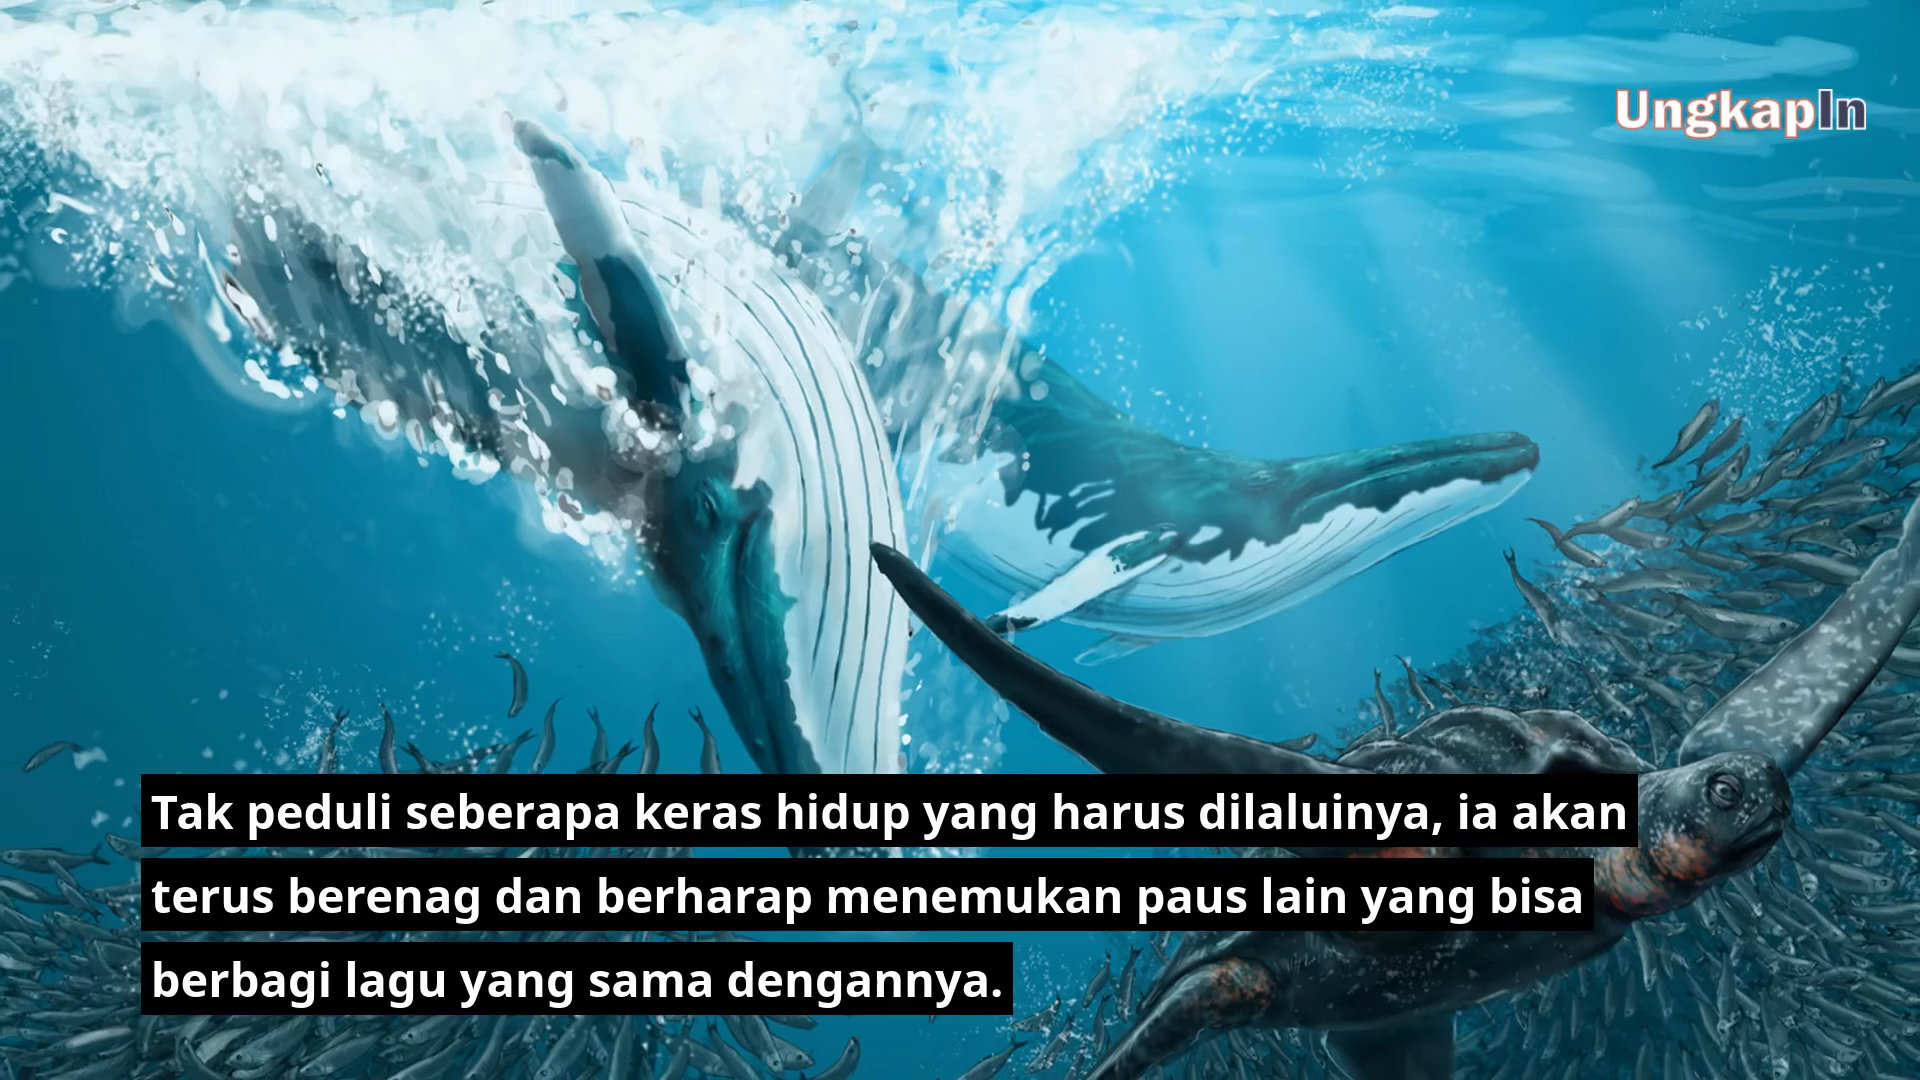 UngkapIn
Tak peduli seberapa keras hidup yang harus dilaluinya, ia akan
terus berenag dan berharap menemukan paus lain yang bisa
berbagi lagu yang sama dengannya.